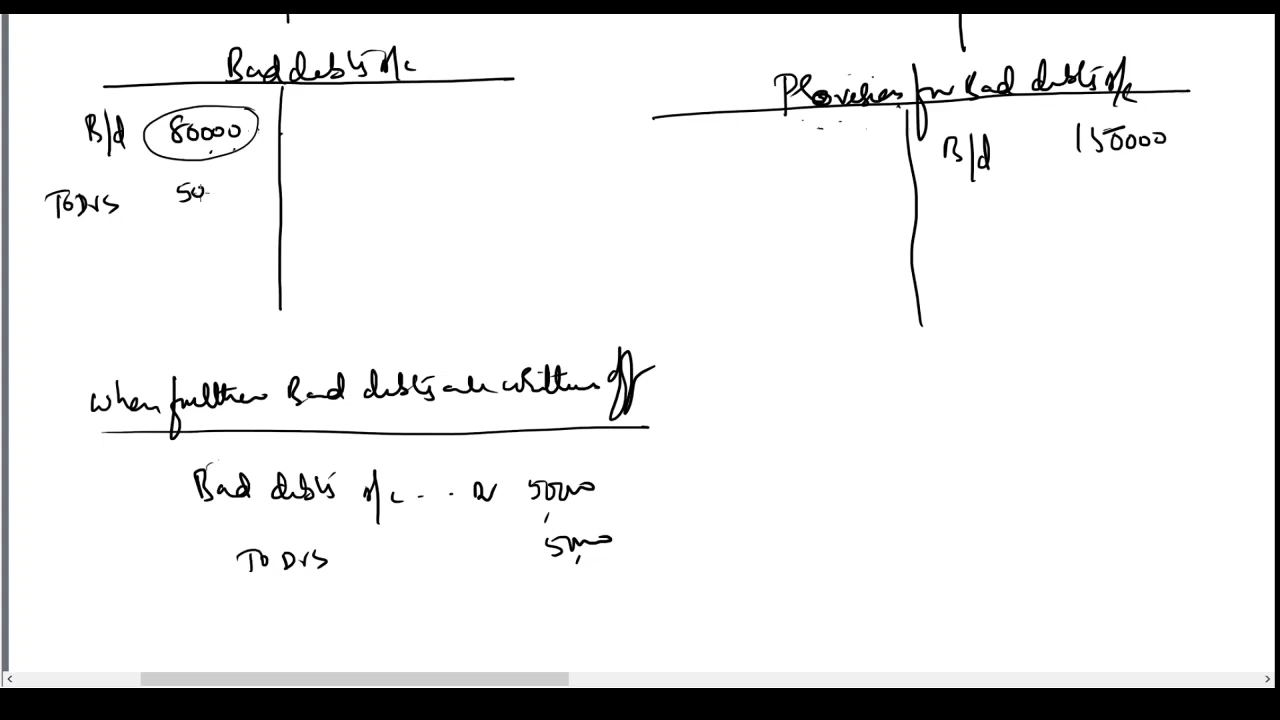 Bad debts A/c
B/d 80000
To Drs 50
Provision for Bad debts A/c
B/d 150000
When further Bad debts are written off
Bad debts A/c .. Dr 5000
To Drs 5000